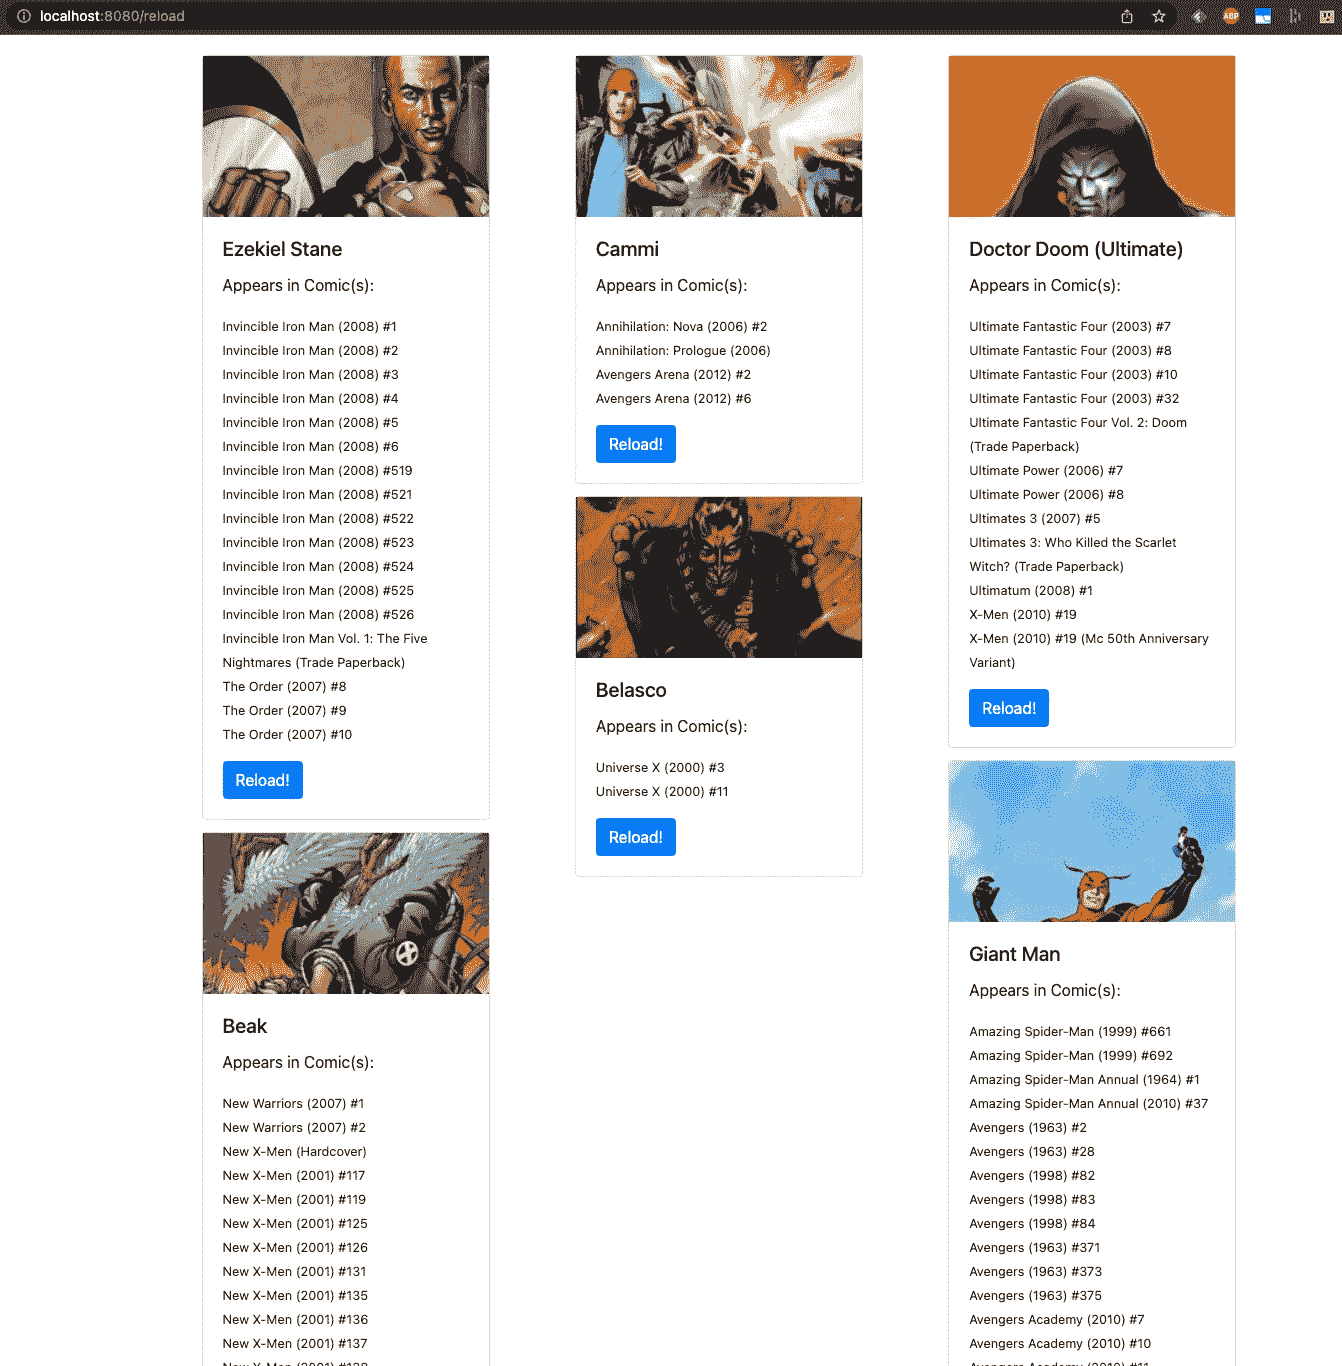 localhost:8080/reload
ABP
Ezekiel Stane
Appears in Comic(s):
Invincible Iron Man (2008) #1
Invincible Iron Man (2008) #2
Invincible Iron Man (2008) #3
Invincible Iron Man (2008) #4
Invincible Iron Man (2008) #5
Invincible Iron Man (2008) #6
Invincible Iron Man (2008) #519
Invincible Iron Man (2008) #521
Invincible Iron Man (2008) #522
Invincible Iron Man (2008) #523
Invincible Iron Man (2008) #524
Invincible Iron Man (2008) #525
Invincible Iron Man (2008) #526
Invincible Iron Man Vol. 1: The Five
Nightmares (Trade Paperback)
The Order (2007) #8
The Order (2007) #9
The Order (2007) #10
Reload!
Beak
Appears in Comic(s):
New Warriors (2007) #1
New Warriors (2007) #2
New X-Men (Hardcover)
New X-Men (2001) #117
New X-Men (2001) #119
New X-Men (2001) #125
New X-Men (2001) #126
New X-Men (2001) #131
New X-Men (2001) #135
New X-Men (2001) #136
New X-Men (2001) #137
New X-Men (2001) #138
Cammi
Appears in Comic(s):
Annihilation: Nova (2006) #2
Annihilation: Prologue (2006)
Avengers Arena (2012) #2
Avengers Arena (2012) #6
Reload!
Belasco
Appears in Comic(s):
Universe X (2000) #3
Universe X (2000) #11
Reload!
Doctor Doom (Ultimate)
Appears in Comic(s):
Ultimate Fantastic Four (2003) #7
Ultimate Fantastic Four (2003) #8
Ultimate Fantastic Four (2003) #10
Ultimate Fantastic Four (2003) #32
Ultimate Fantastic Four Vol. 2: Doom
(Trade Paperback)
Ultimate Power (2006) #7
Ultimate Power (2006) #8
Ultimates 3 (2007) #5
Ultimates 3: Who Killed the Scarlet
Witch? (Trade Paperback)
Ultimatum (2008) #1
X-Men (2010) #19
X-Men (2010) #19 (Mc 50th Anniversary
Variant)
Reload!
Giant Man
Appears in Comic(s):
Amazing Spider-Man (1999) #661
Amazing Spider-Man (1999) #692
Amazing Spider-Man Annual (1964) #1
Amazing Spider-Man Annual (2010) #37
Avengers (1963) #2
Avengers (1963) #28
Avengers (1998) #82
Avengers (1998) #83
Avengers (1998) #84
Avengers (1963) #371
Avengers (1963) #373
Avengers (1963) #375
Avengers Academy (2010) #7
Avengers Academy (2010) #10
Avengers Academy (2010) #11